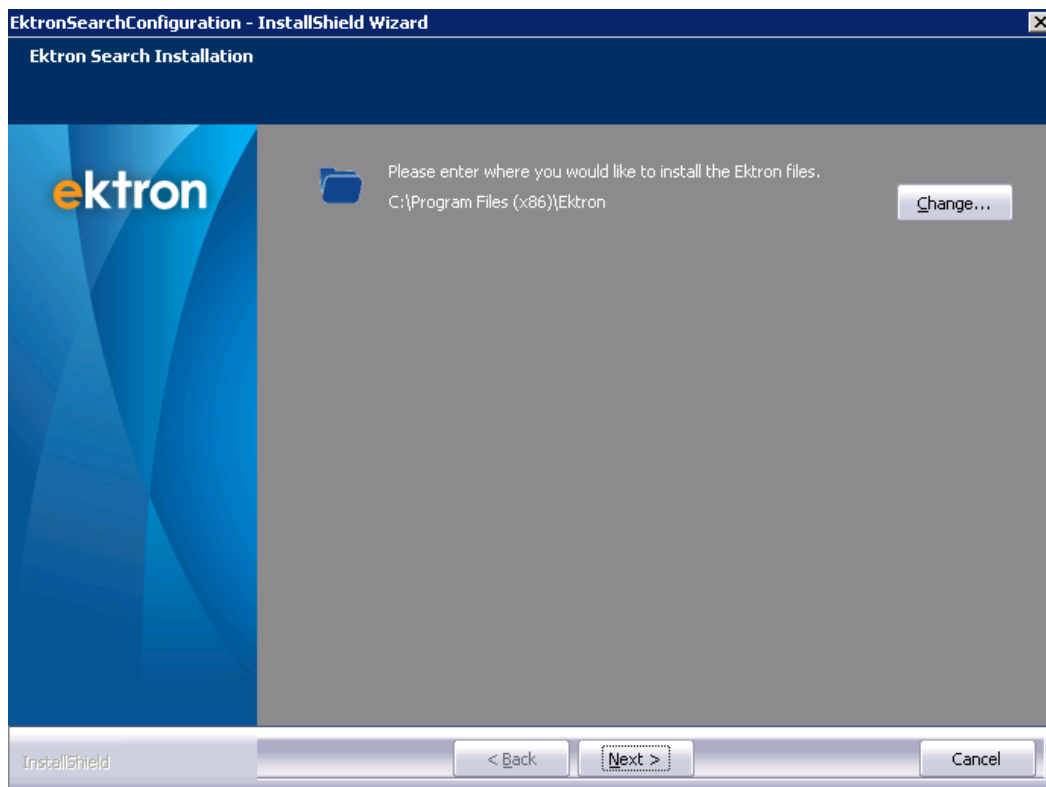 EktronSearchConfiguration - InstallShield Wizard
Ektron Search Installation
ektron
Please enter where you would like to install the Ektron files.
C:\Program Files (x86)\Ektron
Change...
InstallShield
< Back
Next >
Cancel